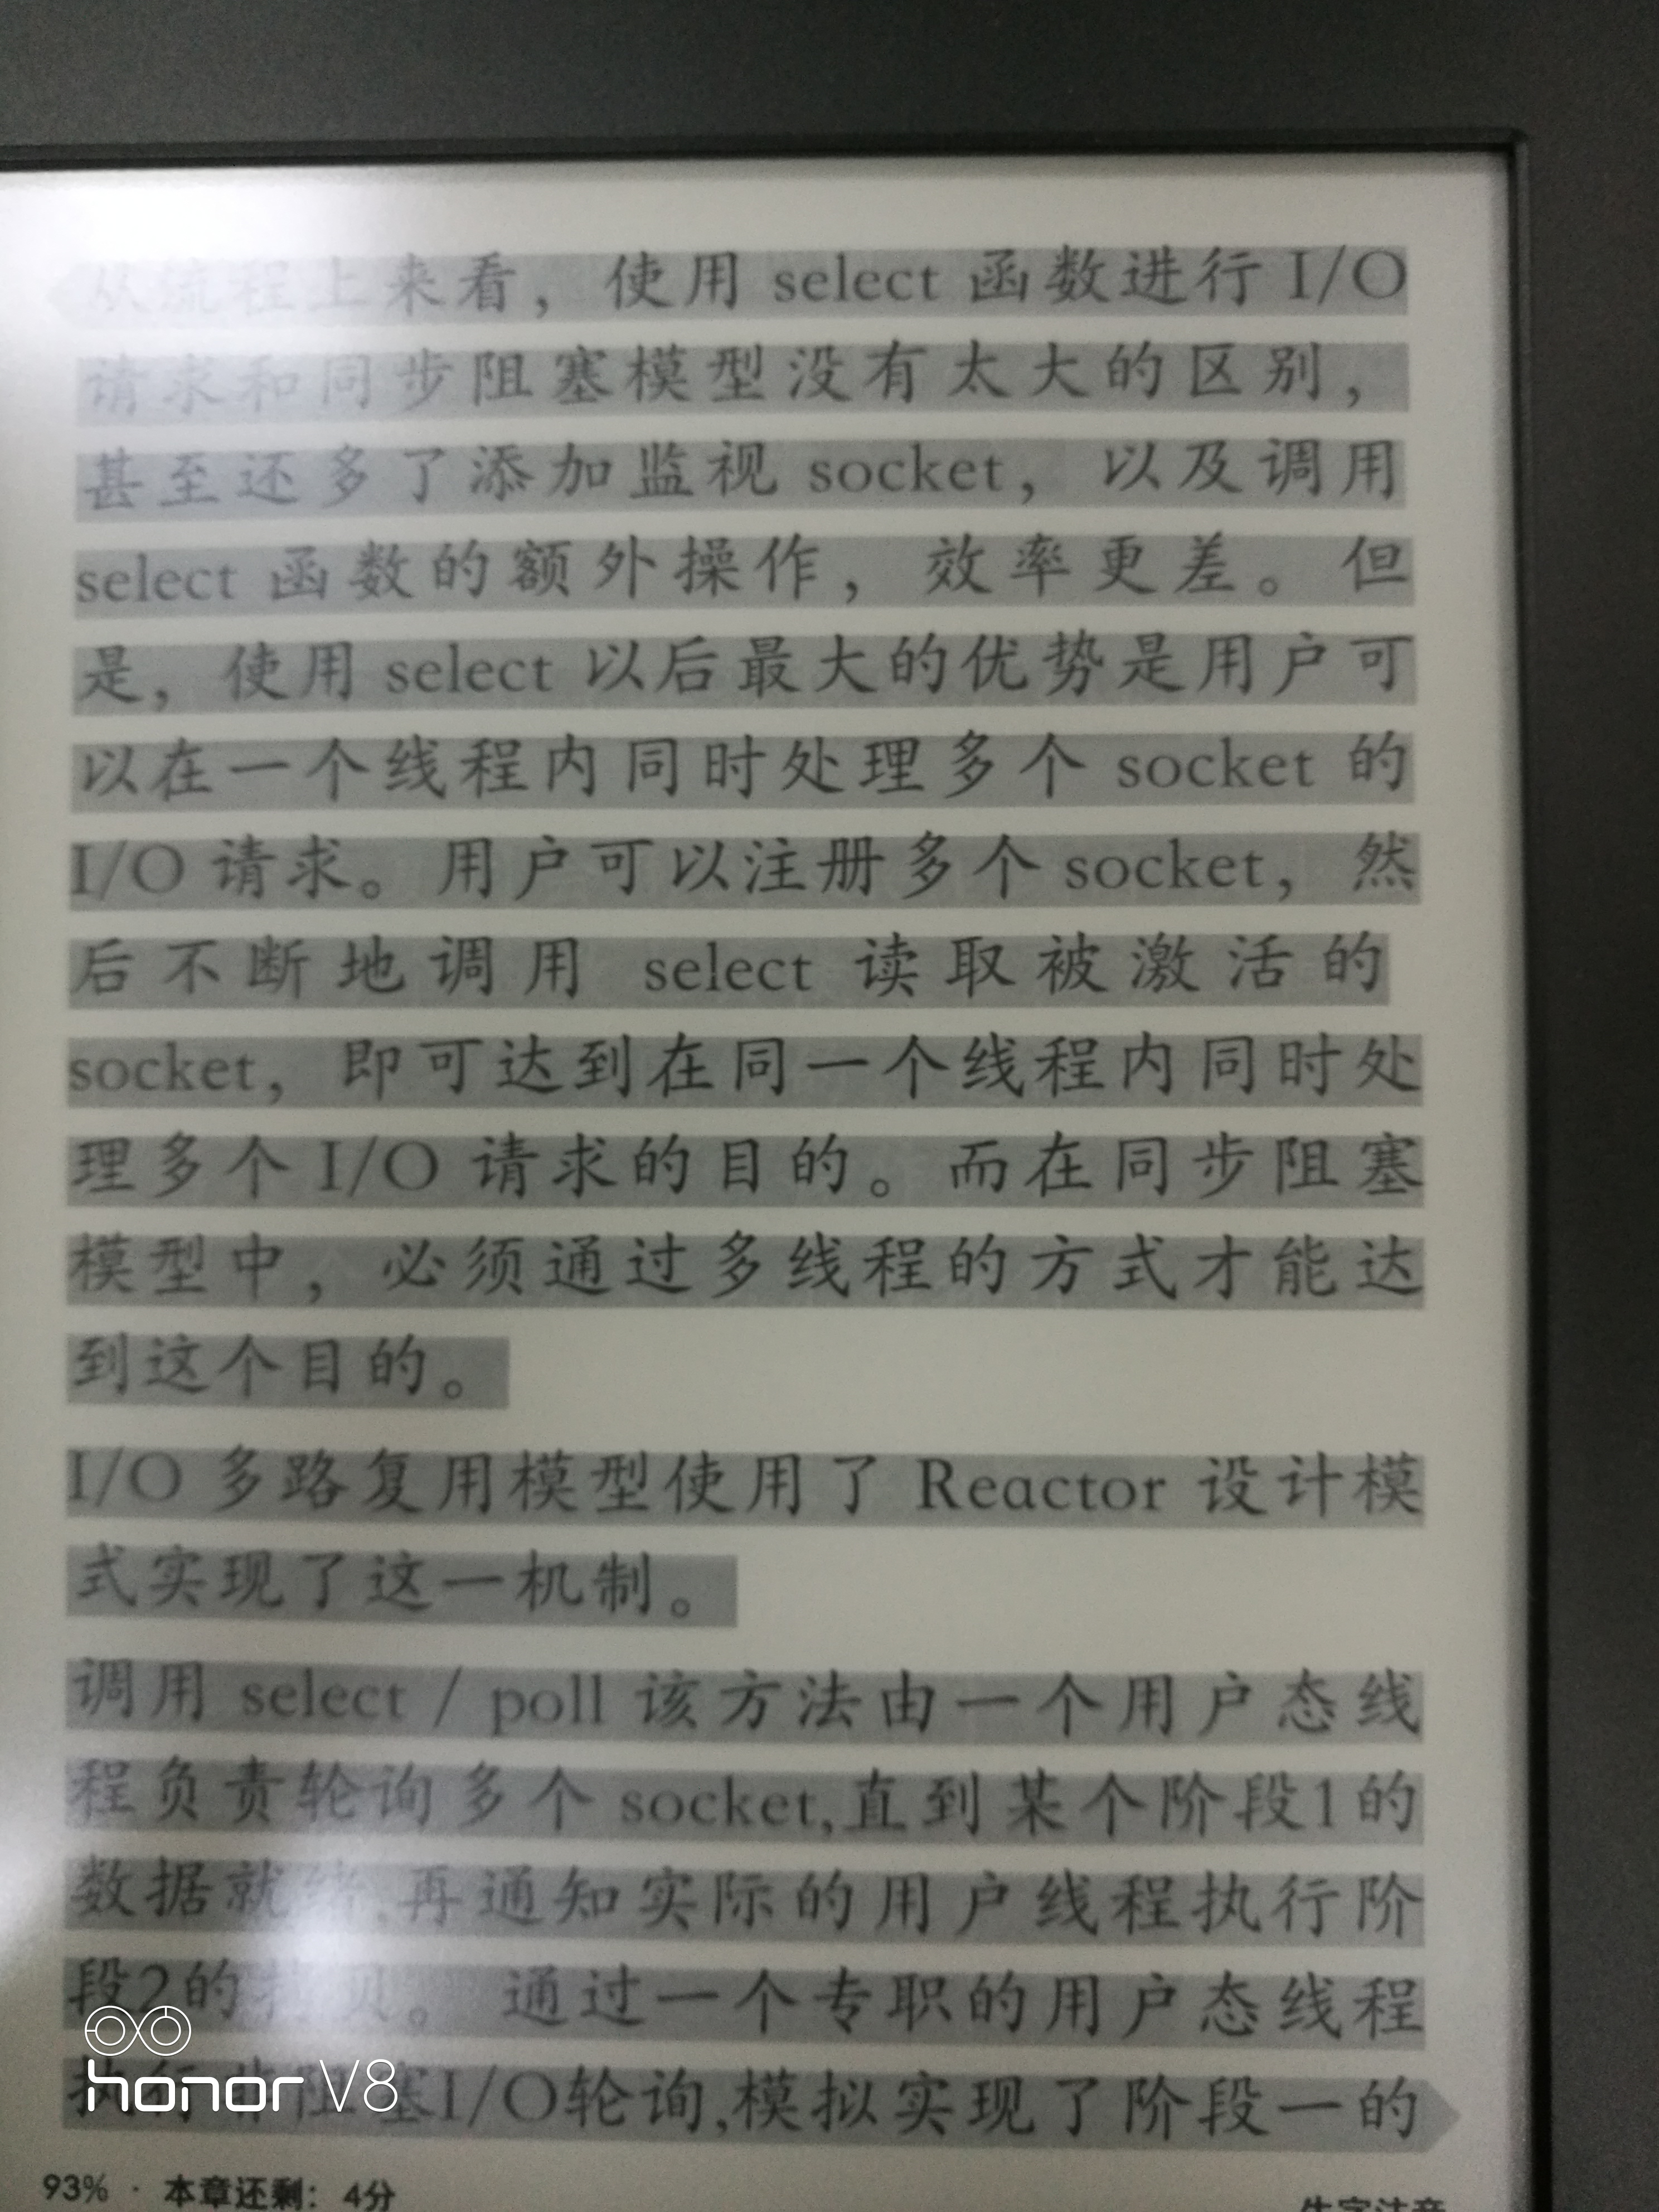 从流程上来看，使用 select 函数进行 I/O
请求和同步阻塞模型没有太大的区别，
甚至还多了添加监视 socket，以及调用
select 函数的额外操作，效率更差。但
是，使用 select 以后最大的优势是用户可
以在一个线程内同时处理多个 socket 的
I/O 请求。用户可以注册多个 socket，然
后不断地调用 select 读取被激活的
socket，即可达到在同一个线程内同时处
理多个 I/O 请求的目的。而在同步阻塞
模型中，必须通过多线程的方式才能达
到这个目的。
I/O 多路复用模型使用了 Reactor 设计模
式实现了这一机制。
调用 select / poll 该方法由一个用户态线
程负责轮询多个 socket,直到某个阶段1的
数据就绪,再通知实际的用户线程执行阶
段2的拷贝。 通过一个专职的用户态线程
执行非阻塞I/O轮询,模拟实现了阶段一的
honor V8
93% · 本章还剩：4分